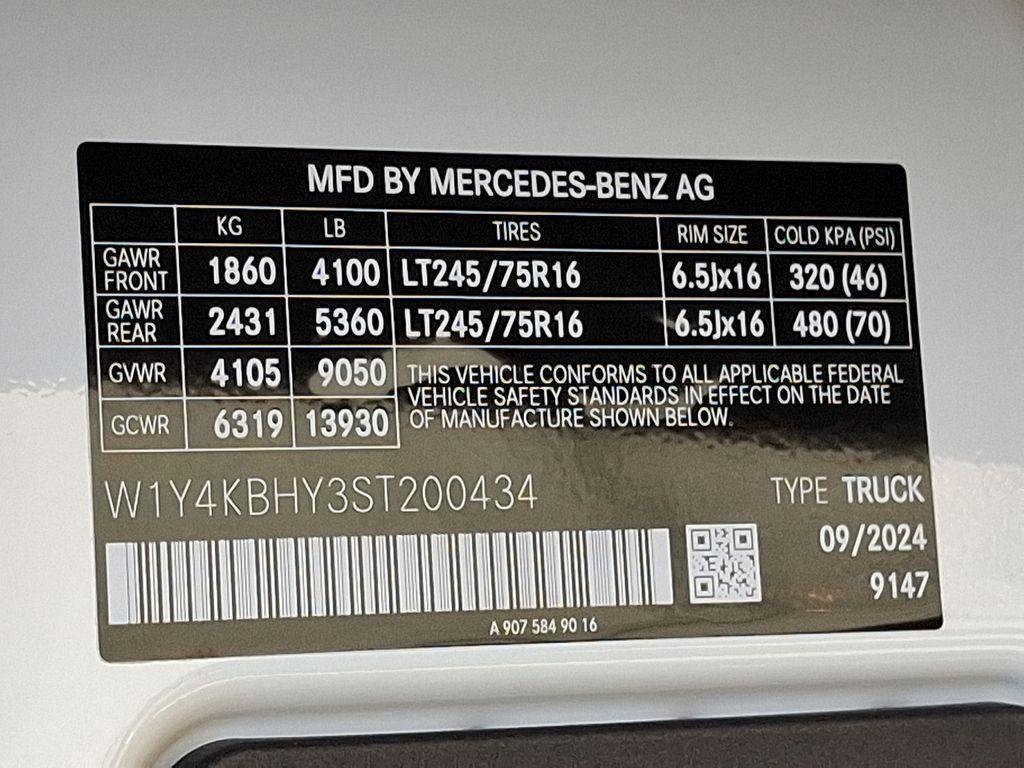 MFD BY MERCEDES-BENZ AG
KG LB TIRES RIM SIZE COLD KPA (PSI)
GAWR FRONT 1860 4100 LT245/75R16 6.5Jx16 320 (46)
GAWR REAR 2431 5360 LT245/75R16 6.5Jx16 480 (70)
GVWR 4105 9050
GCWR 6319 13930
THIS VEHICLE CONFORMS TO ALL APPLICABLE FEDERAL
VEHICLE SAFETY STANDARDS IN EFFECT ON THE DATE
OF MANUFACTURE SHOWN BELOW.
W1Y4KBHY3ST200434
TYPE TRUCK
09/2024
9147
A 907 584 90 16